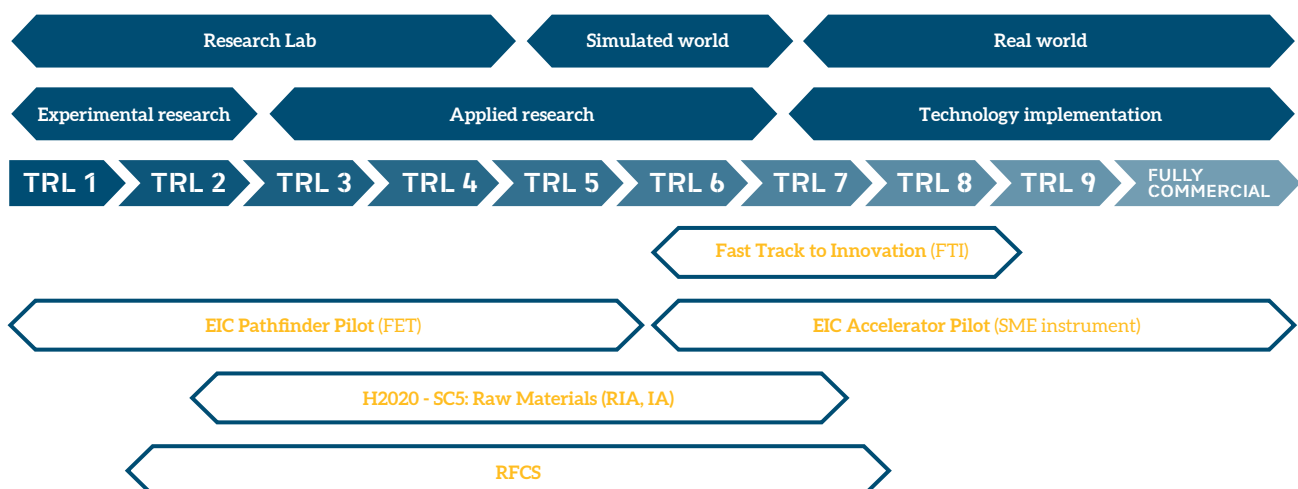 Research Lab
Simulated world
Real world
Experimental research
Applied research
Technology implementation
TRL 1
TRL 2
TRL 3
TRL 4
TRL 5
TRL 6
TRL 7
TRL 8
TRL 9
FULLY
COMMERCIAL
Fast Track to Innovation (FTI)
EIC Pathfinder Pilot (FET)
EIC Accelerator Pilot (SME instrument)
H2020 - SC5: Raw Materials (RIA, IA)
RFCS